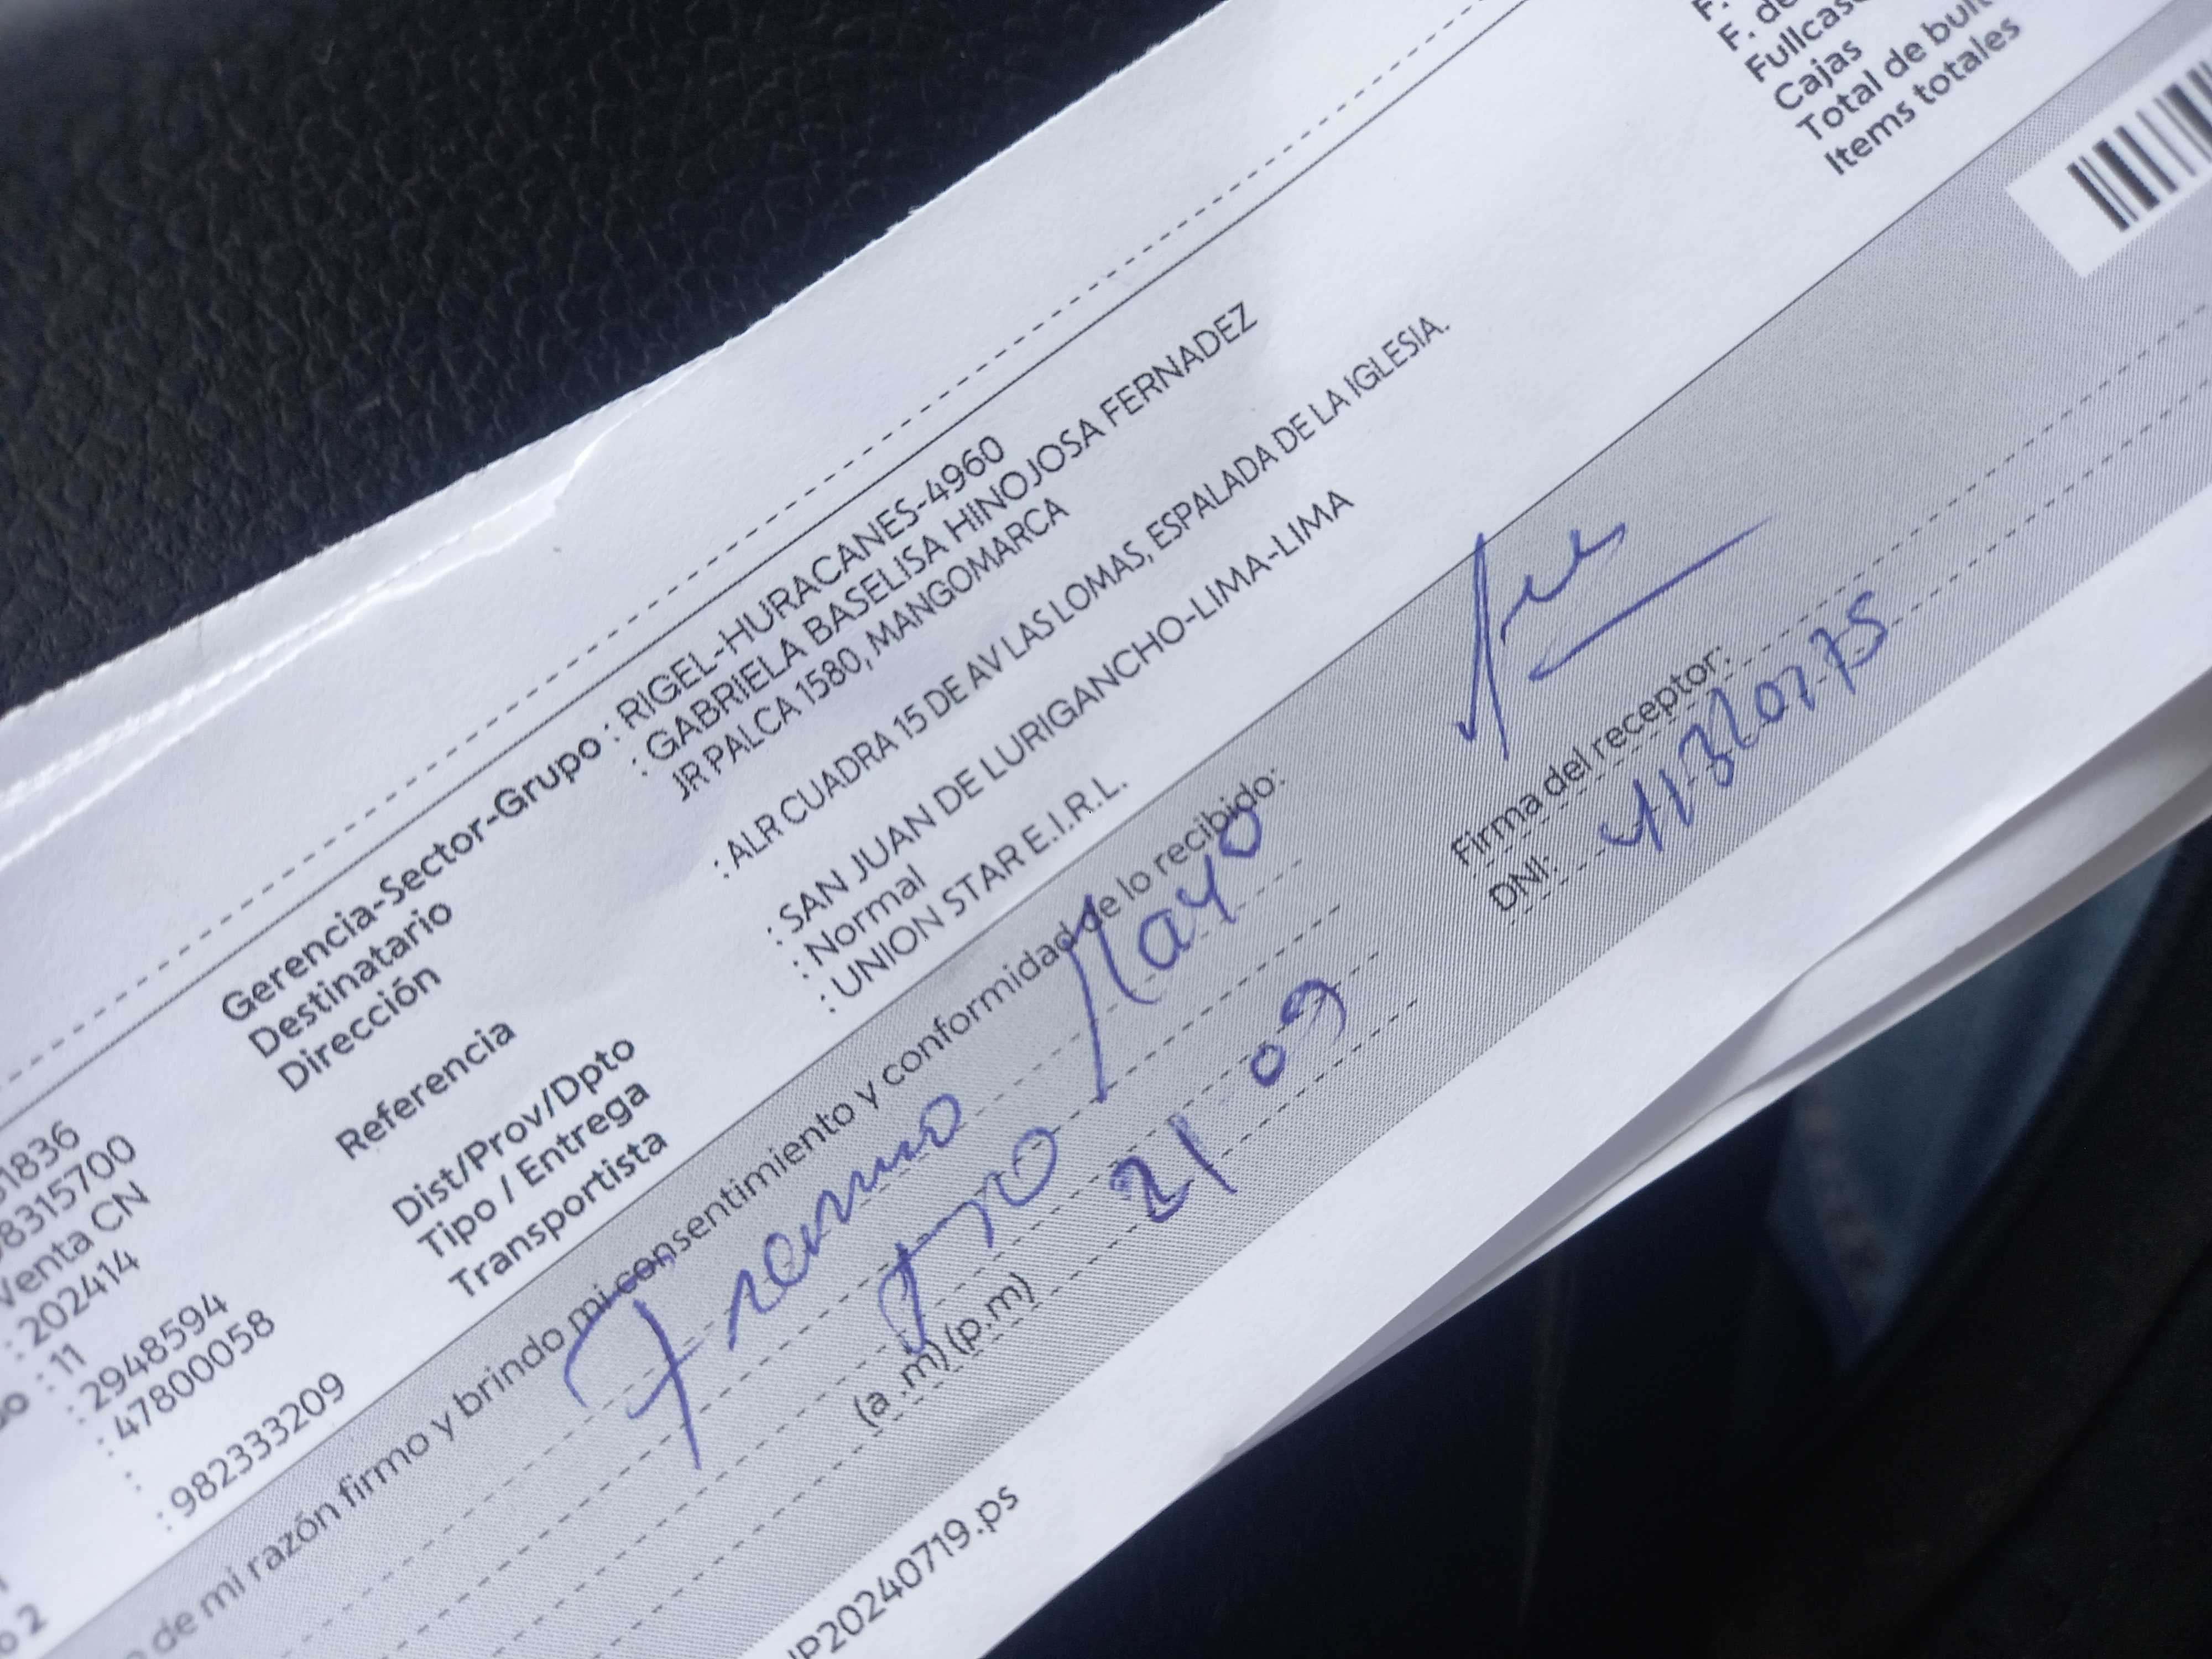 F. de
Fullcase
Cajas
Total de bult
Items totales
Gerencia-Sector-Grupo : RIGEL-HURACANES-4960
Destinatario : GABRIELA BASELISA HINOJOSA FERNADEZ
Dirección JR PALCA 1580, MANGOMARCA
Referencia : ALR CUADRA 15 DE AV LAS LOMAS, ESPALADA DE LA IGLESIA.
Dist/Prov/Dpto : SAN JUAN DE LURIGANCHO-LIMA-LIMA
Tipo / Entrega : Normal
Transportista : UNION STAR E.I.R.L.
1836
8315700
Venta CN
: 202414
: 11
: 2948594
: 47800058
:
: 982333209
2
de mi razón firmo y brindo mi consentimiento y conformidad de lo recibido:
Mayo
21 09
(a .m) (p.m)
Firma del receptor:
DNI: 41320775
P20240719.ps